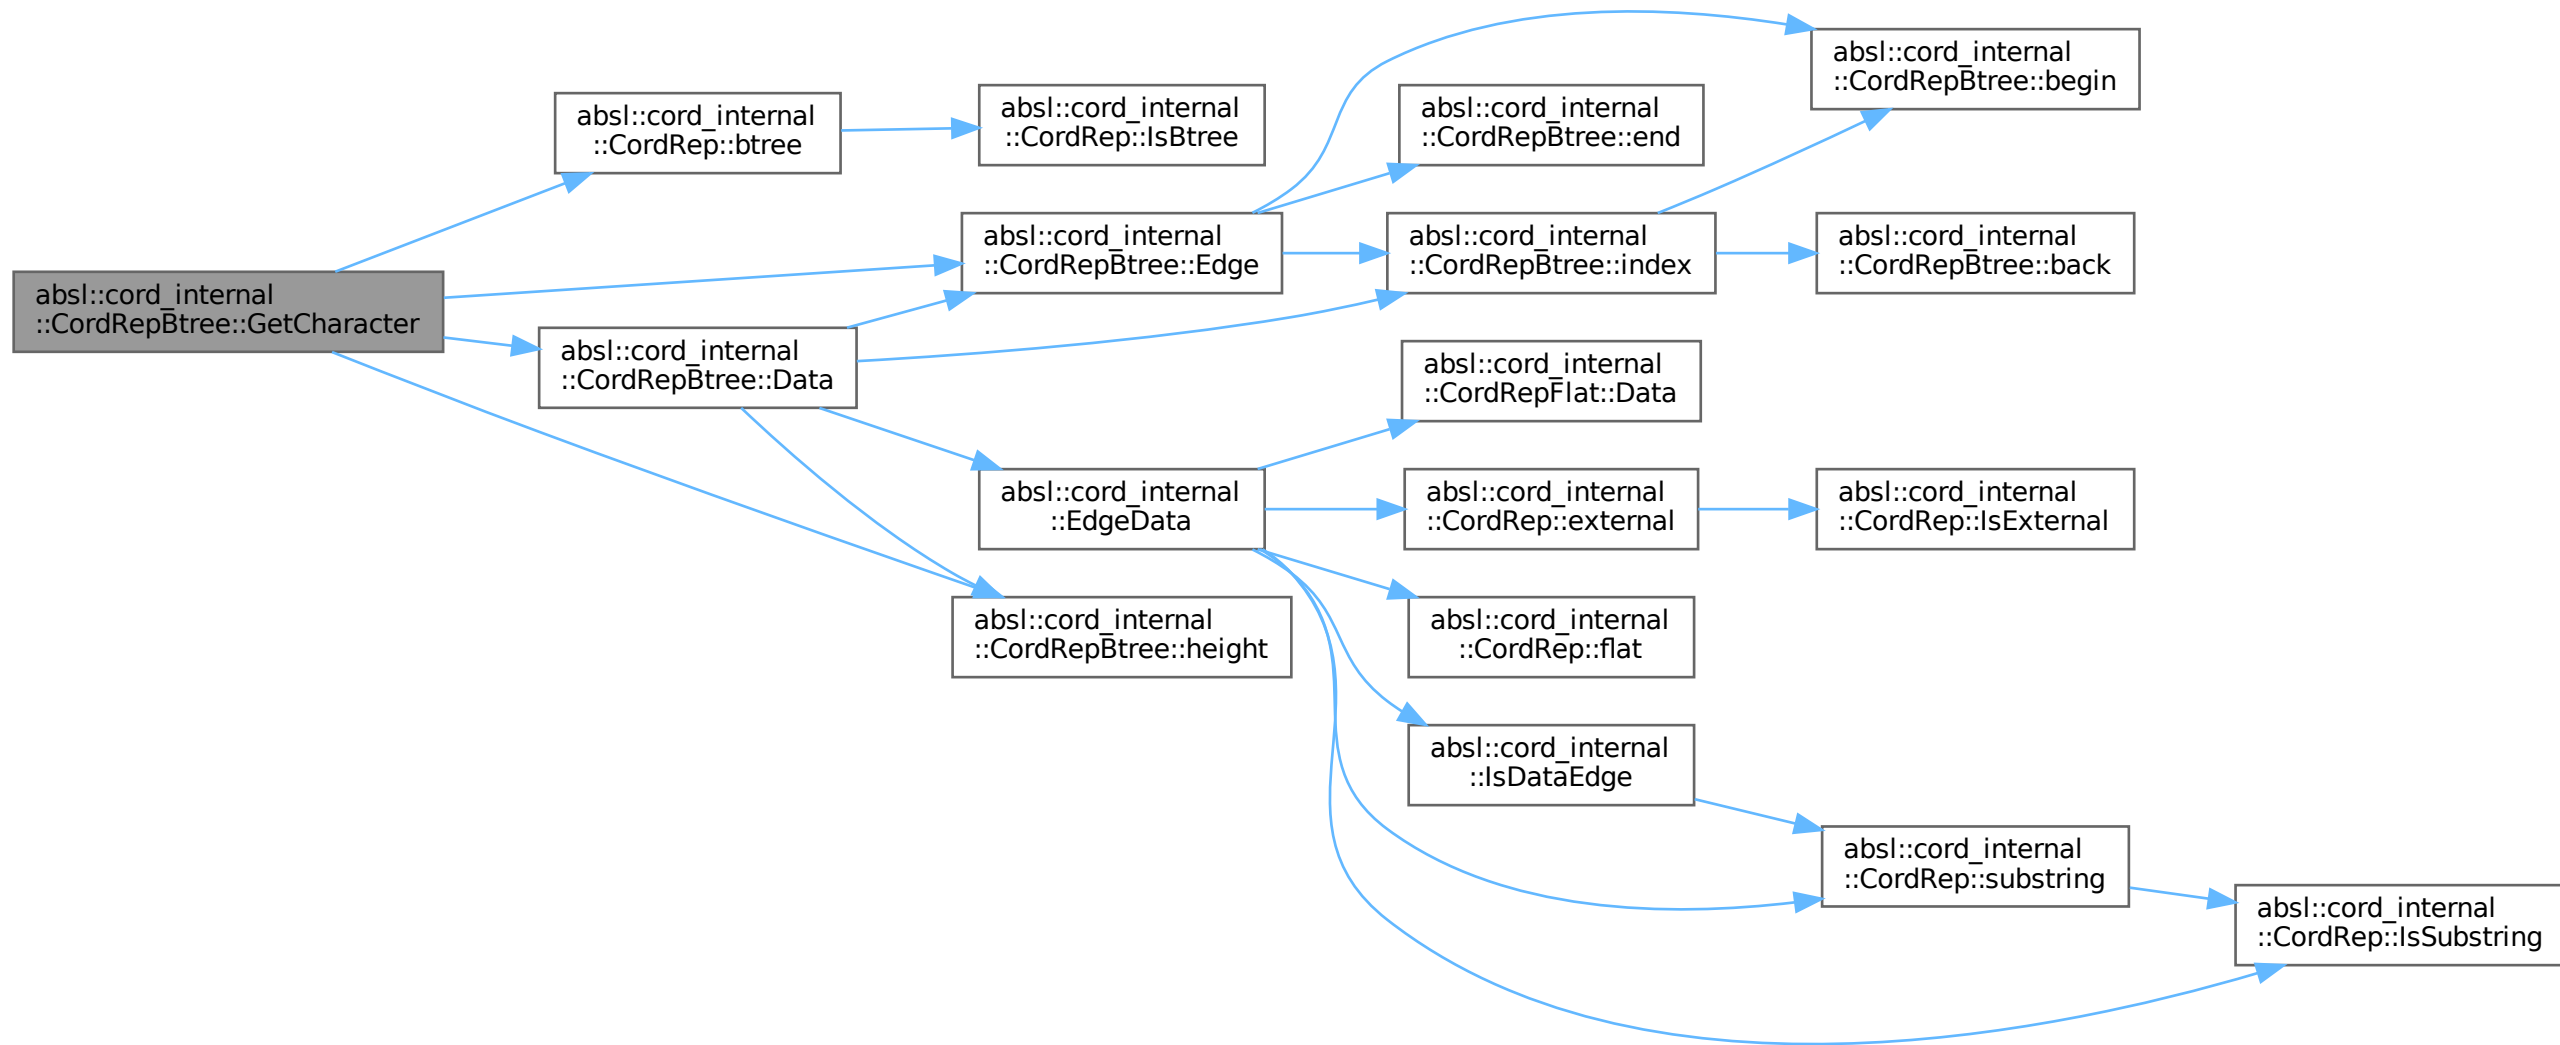 absl::cord_internal
::CordRepBtree::GetCharacter
absl::cord_internal
::CordRep::btree
absl::cord_internal
::CordRep::IsBtree
absl::cord_internal
::CordRepBtree::Edge
absl::cord_internal
::CordRepBtree::Data
absl::cord_internal
::EdgeData
absl::cord_internal
::CordRepBtree::height
absl::cord_internal
::CordRepBtree::begin
absl::cord_internal
::CordRepBtree::end
absl::cord_internal
::CordRepBtree::index
absl::cord_internal
::CordRepBtree::back
absl::cord_internal
::CordRepFlat::Data
absl::cord_internal
::CordRep::external
absl::cord_internal
::CordRep::IsExternal
absl::cord_internal
::CordRep::flat
absl::cord_internal
::IsDataEdge
absl::cord_internal
::CordRep::substring
absl::cord_internal
::CordRep::IsSubstring